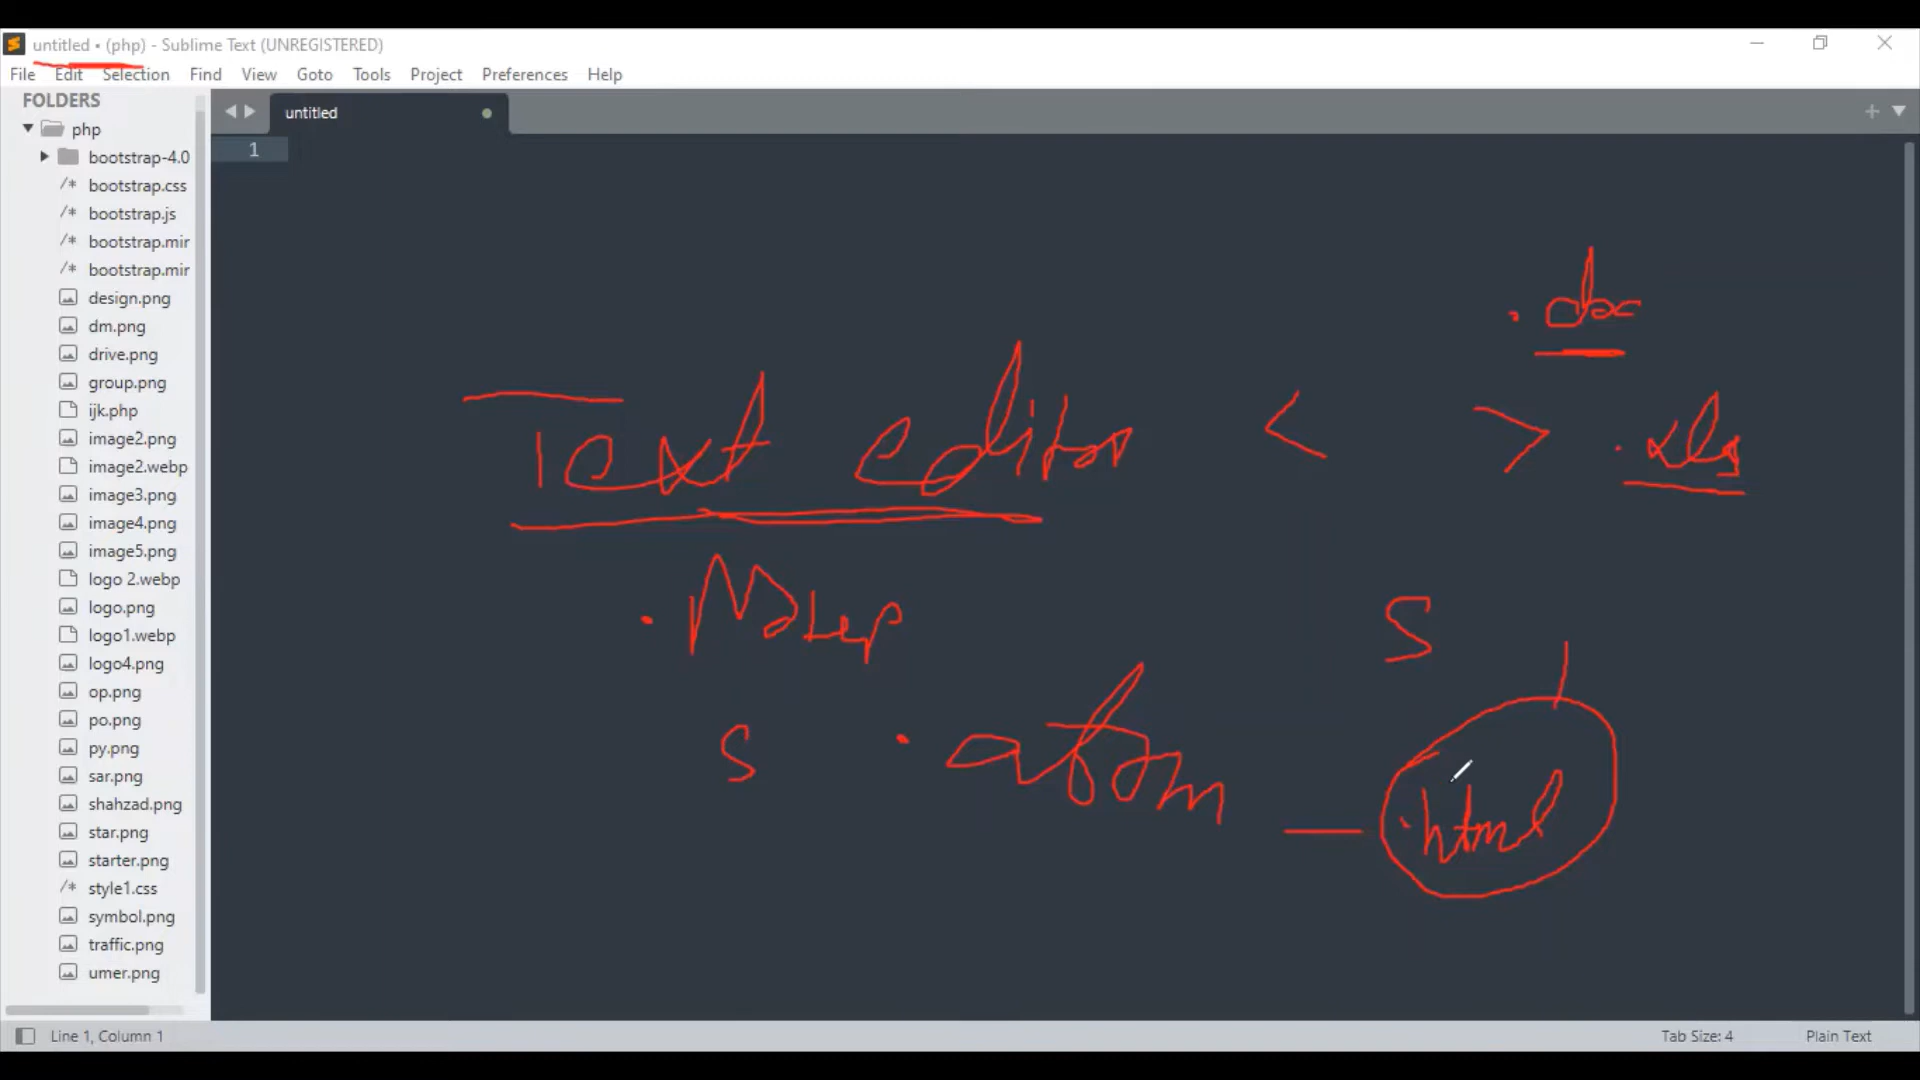 untitled • (php) - Sublime Text (UNREGISTERED)
File Edit Selection Find View Goto Tools Project Preferences Help
FOLDERS
php
bootstrap-4.0
bootstrap.css
bootstrap.js
bootstrap.mir
bootstrap.mir
design.png
dm.png
drive.png
group.png
ijk.php
image2.png
image2.webp
image3.png
image4.png
image5.png
logo 2.webp
logo.png
logo1.webp
logo4.png
op.png
po.png
py.png
sar.png
shahzad.png
star.png
starter.png
style1.css
symbol.png
traffic.png
umer.png
untitled
1
.doc
Text editor < > .xls
S
s . atom
.html
Line 1, Column 1
Tab Size: 4 Plain Text